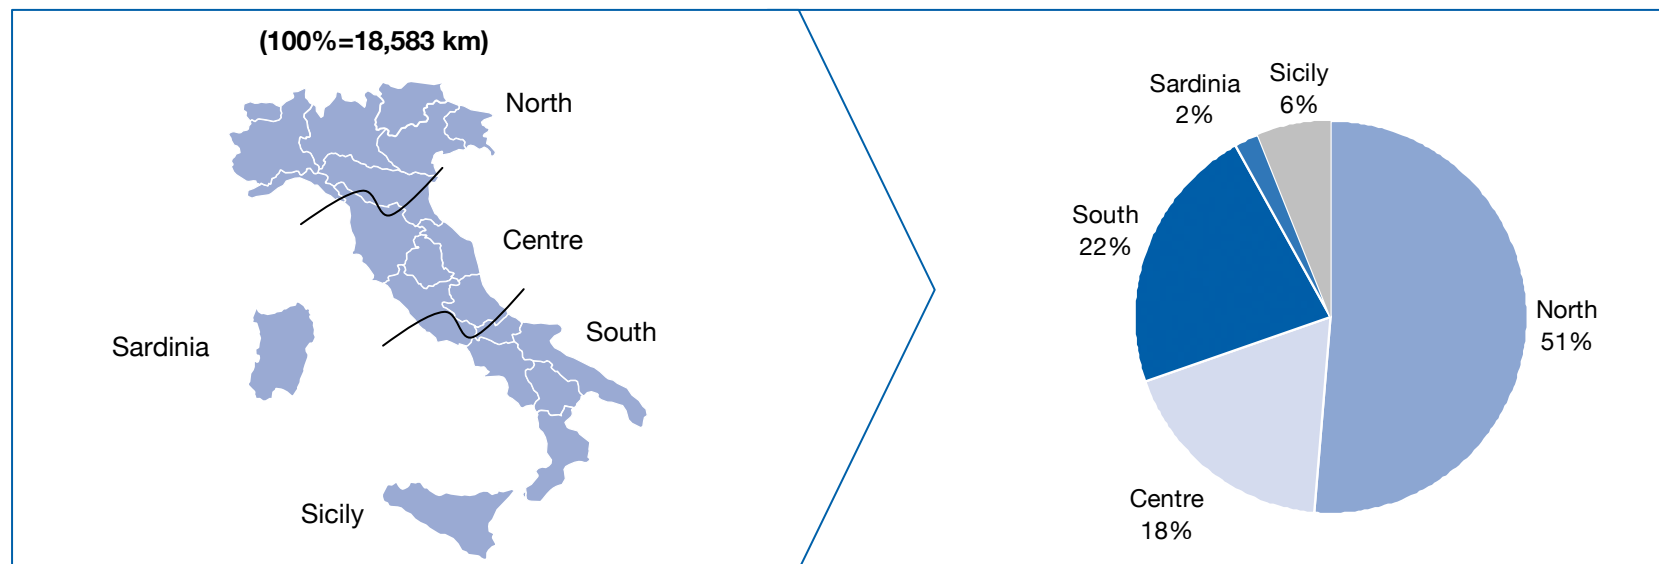 (100%=18,583 km)
North
Centre
South
Sardinia
Sicily
Sardinia
2%
Sicily
6%
South
22%
North
51%
Centre
18%